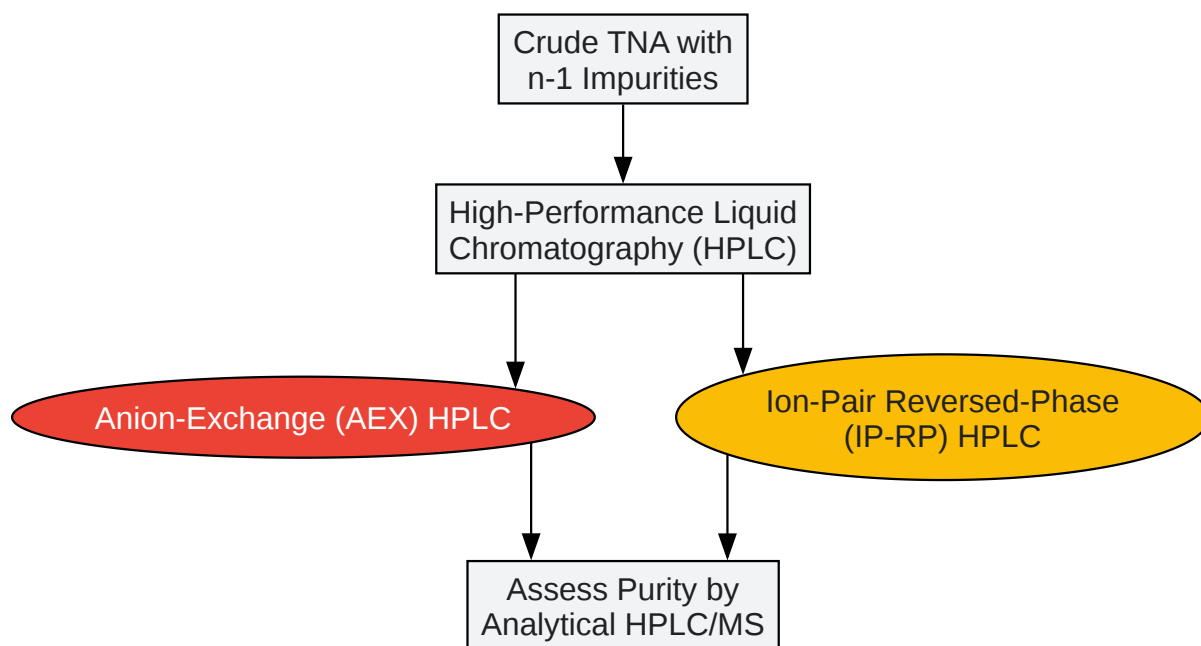 Crude TNA with
n-1 Impurities
High-Performance Liquid
Chromatography (HPLC)
Anion-Exchange (AEX) HPLC
Ion-Pair Reversed-Phase
(IP-RP) HPLC
Assess Purity by
Analytical HPLC/MS